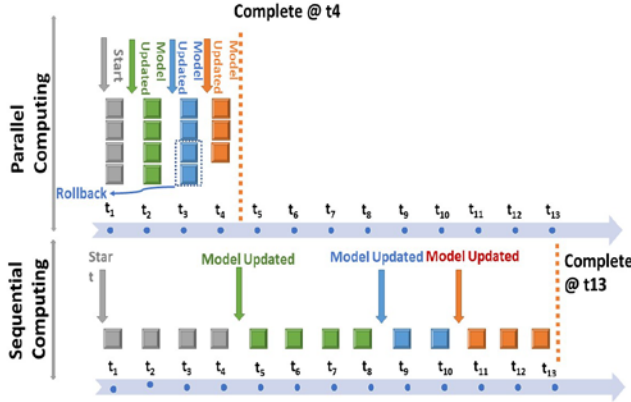 Complete @ t4
Parallel
Computing
Start
Model
Updated
Model
Updated
Model
Updated
Rollback
t1 t2 t3 t4 t5 t6 t7 t8 t9 t10 t11 t12 t13
Sequential
Computing
Star
t
Model Updated
Model Updated
Model Updated
Complete
@ t13
t1 t2 t3 t4 t5 t6 t7 t8 t9 t10 t11 t12 t13